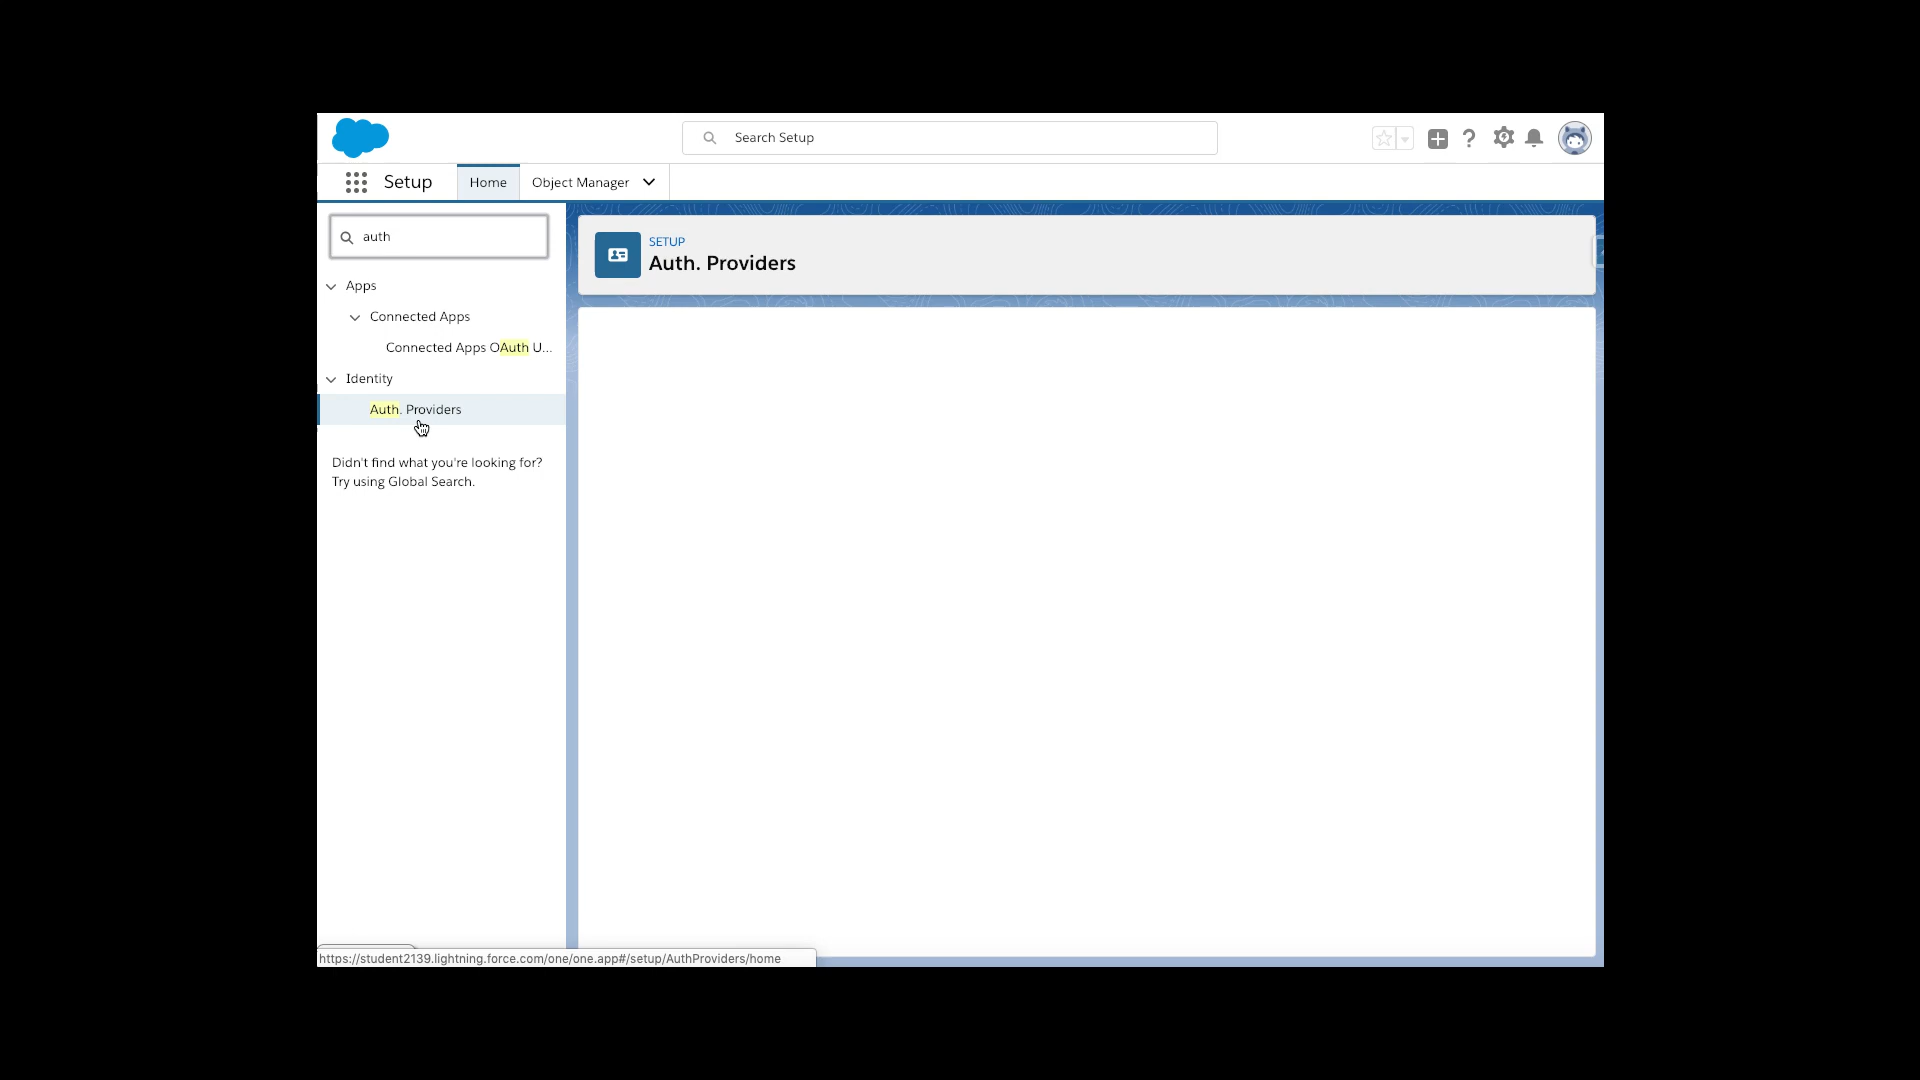 Search Setup
Setup
Home
Object Manager
auth
Apps
Connected Apps
Connected Apps OAuth U...
Identity
Auth. Providers
Didn't find what you're looking for?
Try using Global Search.
SETUP
Auth. Providers
https://student2139.lightning.force.com/one/one.app#/setup/AuthProviders/home